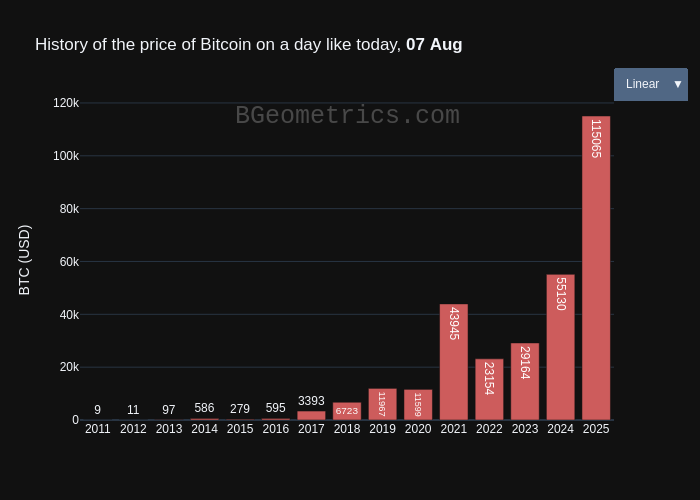 History of the price of Bitcoin on a day like today, 07 Aug
Linear ▼
BGeometrics.com
BTC (USD)
120k
100k
80k
60k
40k
20k
0
9
11
97
586
279
595
3393
6723
11967
11599
43945
23154
29164
55130
115065
2011 2012 2013 2014 2015 2016 2017 2018 2019 2020 2021 2022 2023 2024 2025